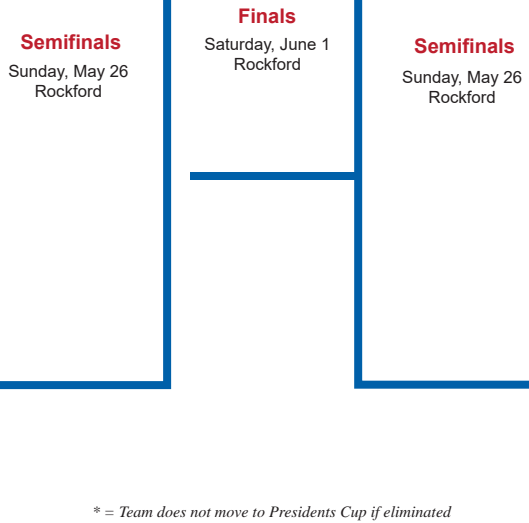 Finals
Saturday, June 1
Rockford
Semifinals
Sunday, May 26
Rockford
Semifinals
Sunday, May 26
Rockford
* = Team does not move to Presidents Cup if eliminated